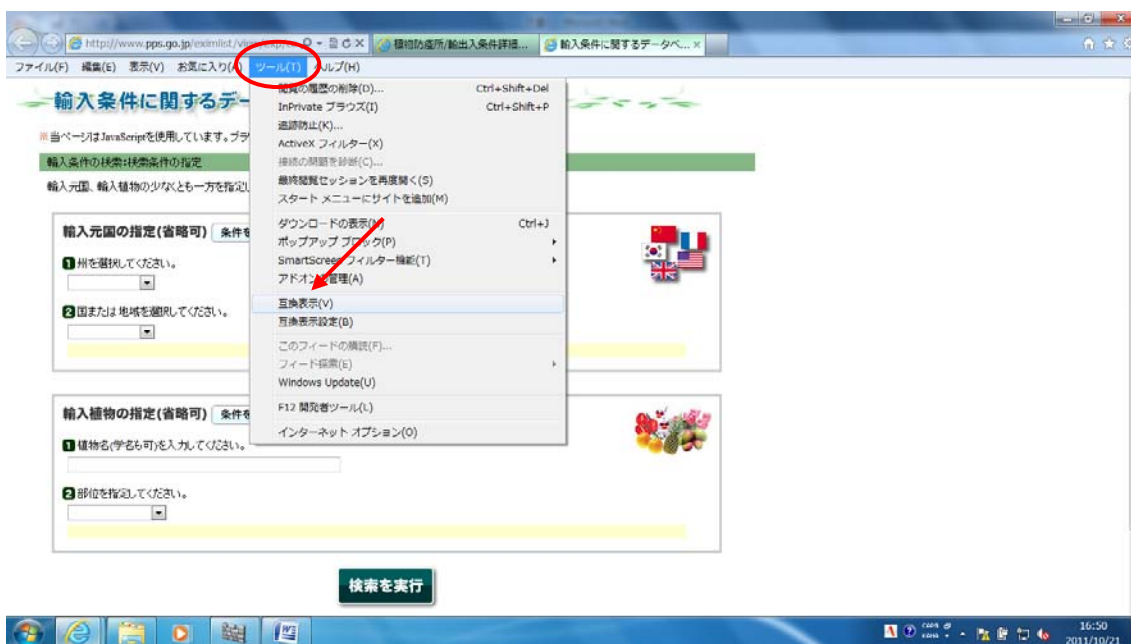 http://www.pps.go.jp/eximlist/
植物防疫所/輸出入条件詳細...
輸入条件に関するデータベ...
ファイル(F) 編集(E) 表示(V) お気に入り(A) ツール(T) ヘルプ(H)
輸入条件に関するデー
※当ページはJavaScriptを使用しています。ブラ
輸入条件の検索:検索条件の指定
輸入元国、輸入植物の少なくとも一方を指定し
閲覧の履歴の削除(D)... Ctrl+Shift+Del
InPrivate ブラウズ(I) Ctrl+Shift+P
追跡防止(K)...
ActiveX フィルター(X)
接続の問題を診断(C)...
最終閲覧セッションを再度開く(S)
スタート メニューにサイトを追加(M)
ダウンロードの表示(N) Ctrl+J
ポップアップ ブロック(P)
SmartScreen フィルター機能(T)
アドオンの管理(A)
互換表示(V)
互換表示設定(B)
このフィードの購読(F)...
フィード探索(E)
Windows Update(U)
F12 開発者ツール(L)
インターネット オプション(O)
輸入元国の指定(省略可) 条件を
1 州を選択してください。
2 国または地域を選択してください。
輸入植物の指定(省略可) 条件を
1 植物名(学名も可)を入力してください。
2 部位を指定してください。
検索を実行
A
CAPS
KANA
16:50
2011/10/21